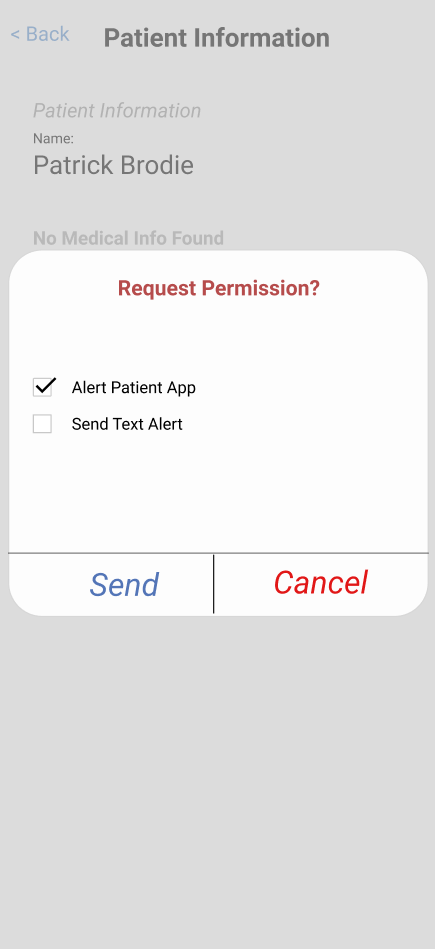 < Back
Patient Information
Patient Information
Name:
Patrick Brodie
No Medical Info Found
Request Permission?
Alert Patient App
Send Text Alert
Send
Cancel